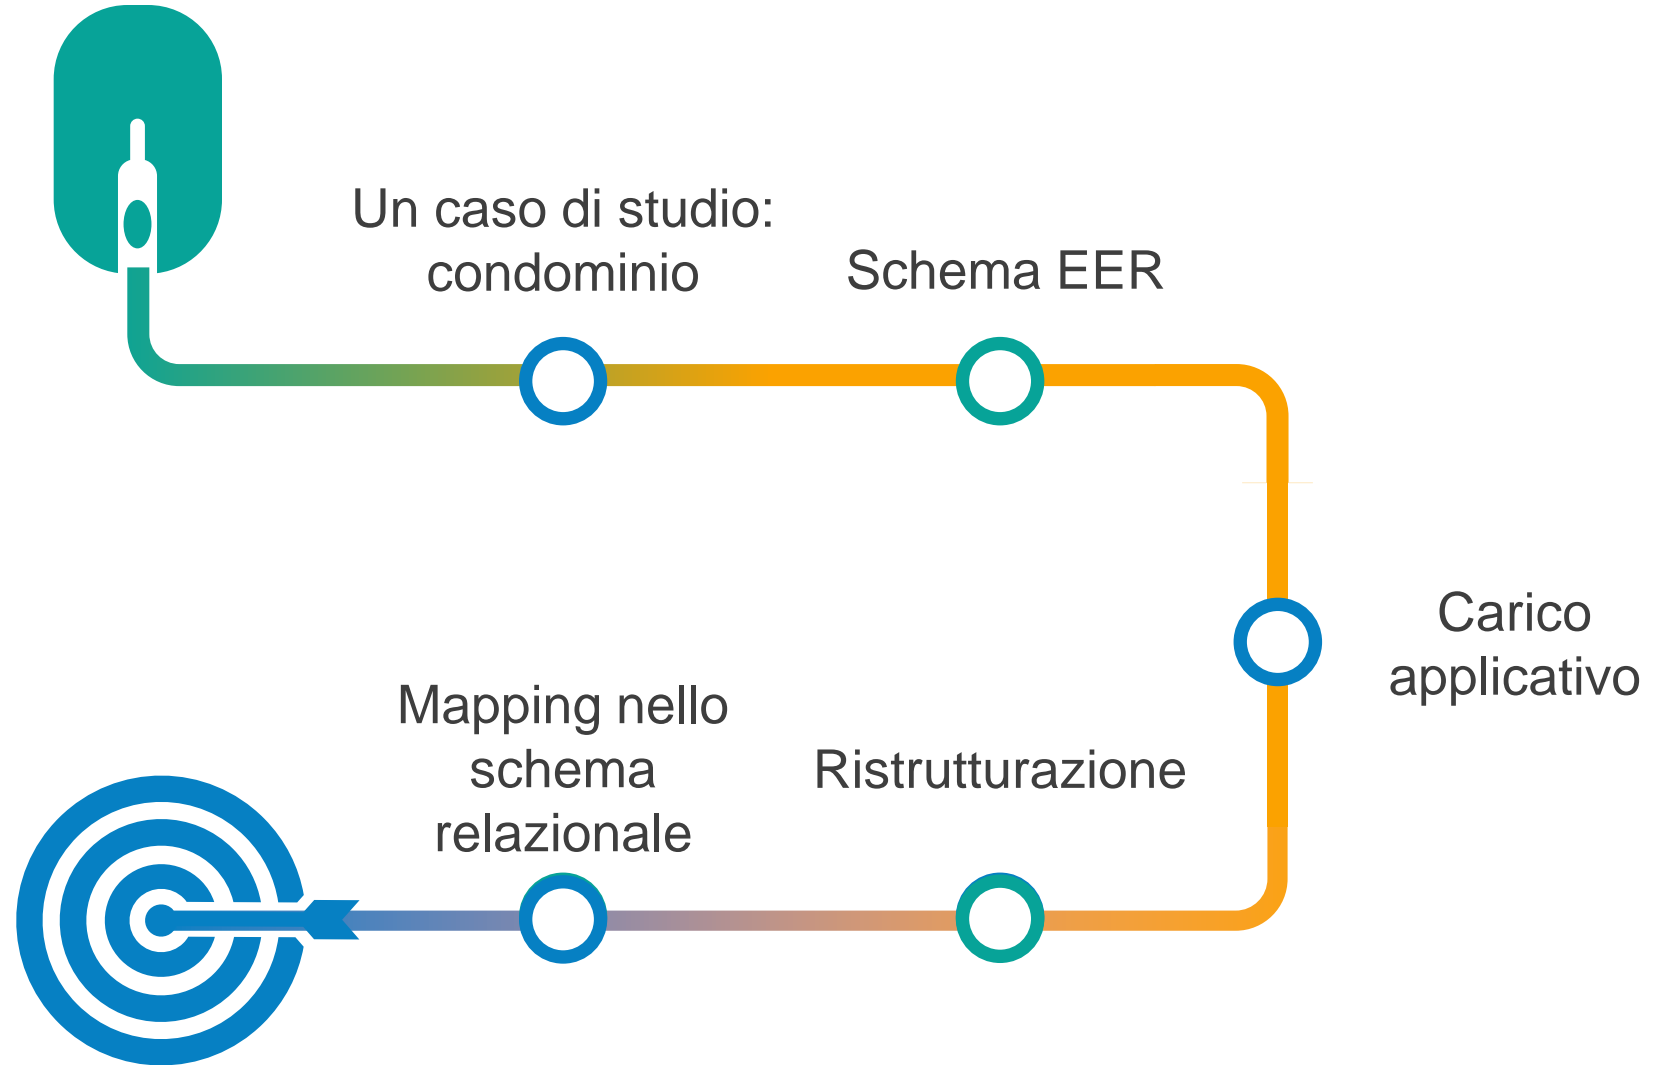 Un caso di studio:
condominio
Schema EER
Carico
applicativo
Ristrutturazione
Mapping nello
schema
relazionale